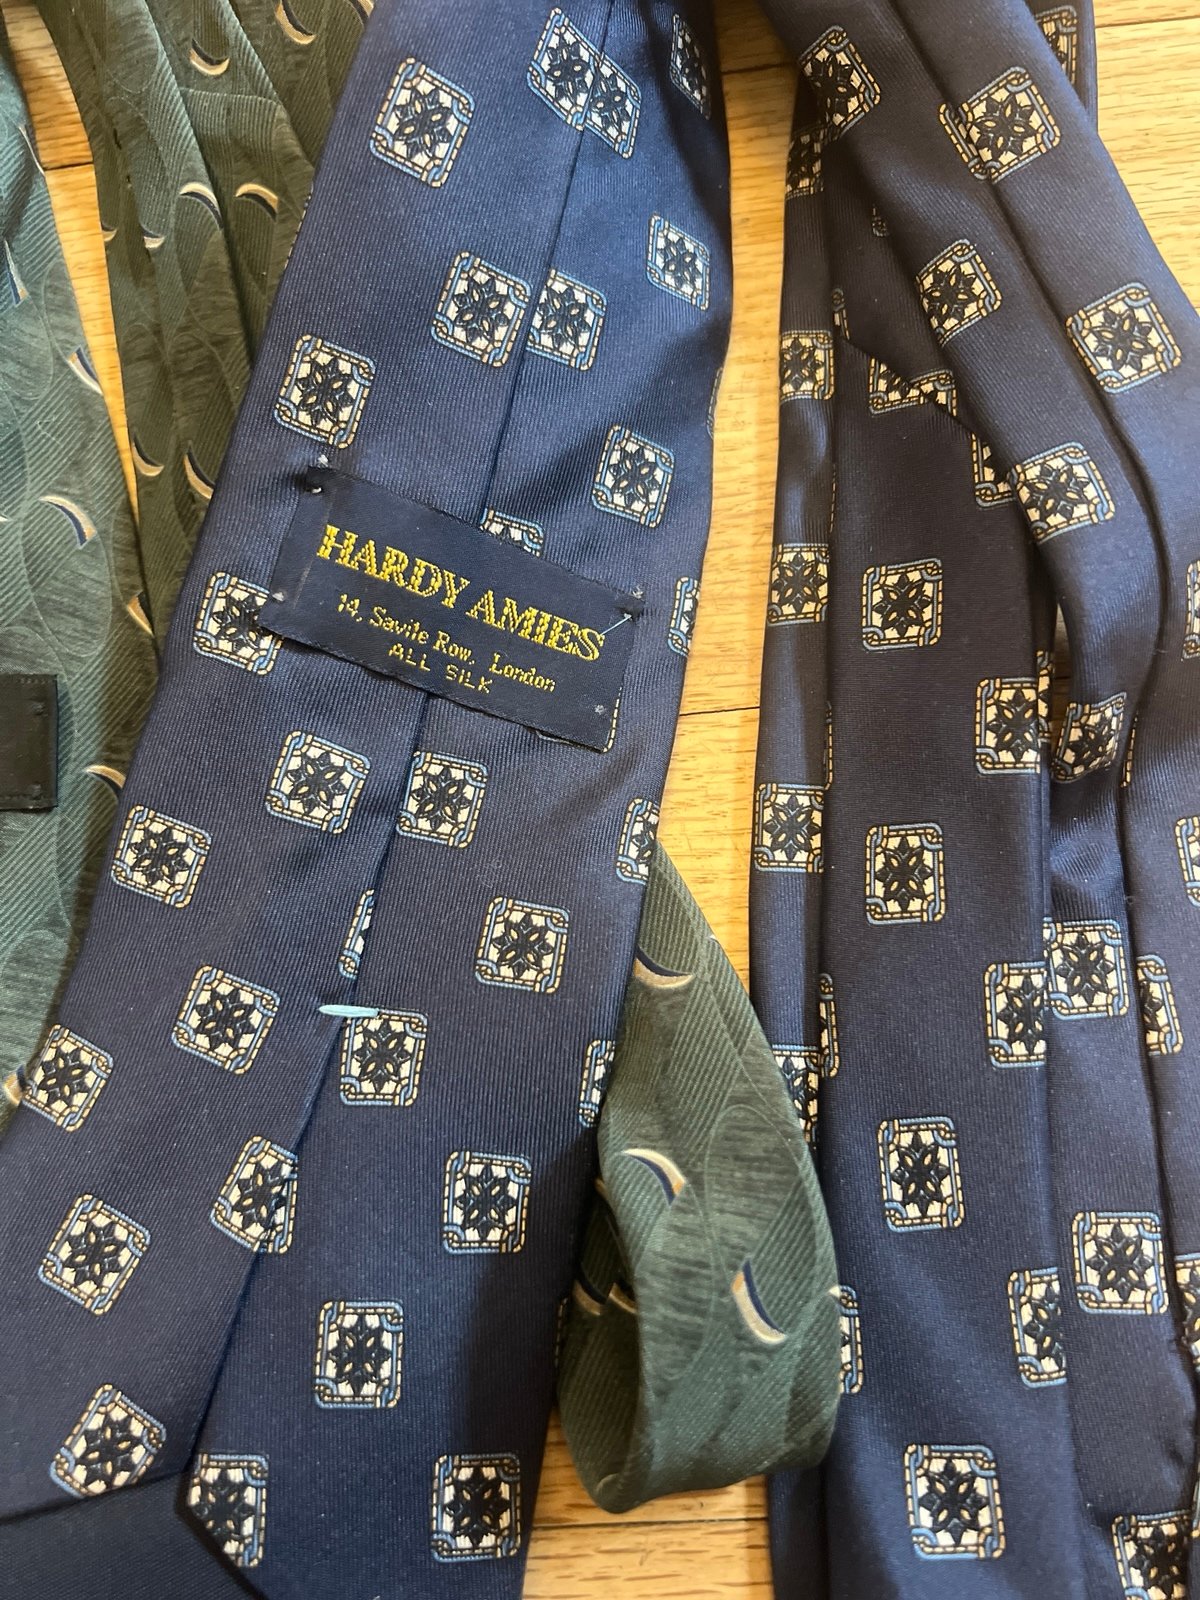 HARDY AMIES
14, Savile Row, London
ALL SILK